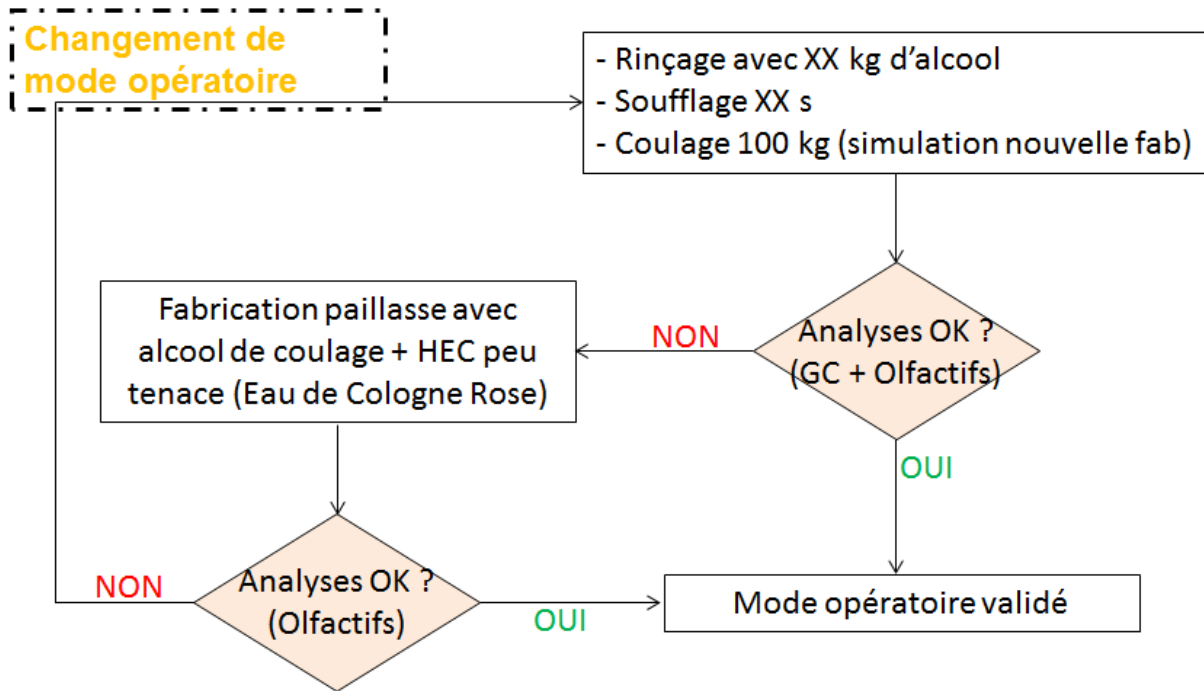 Changement de
mode opératoire
- Rinçage avec XX kg d’alcool
- Soufflage XX s
- Coulage 100 kg (simulation nouvelle fab)
Analyses OK ?
(GC + Olfactifs)
NON
OUI
Fabrication paillasse avec
alcool de coulage + HEC peu
tenace (Eau de Cologne Rose)
Analyses OK ?
(Olfactifs)
NON
OUI
Mode opératoire validé